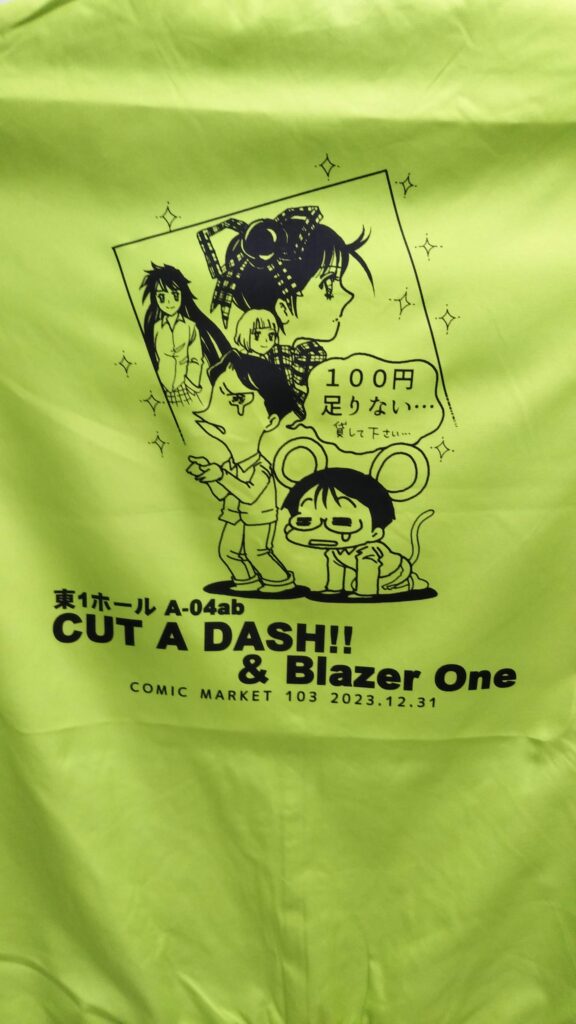 １００円
足りない…
貸して下さい…
東1ホール A-04ab
CUT A DASH!!
& Blazer One
COMIC MARKET 103 2023.12.31